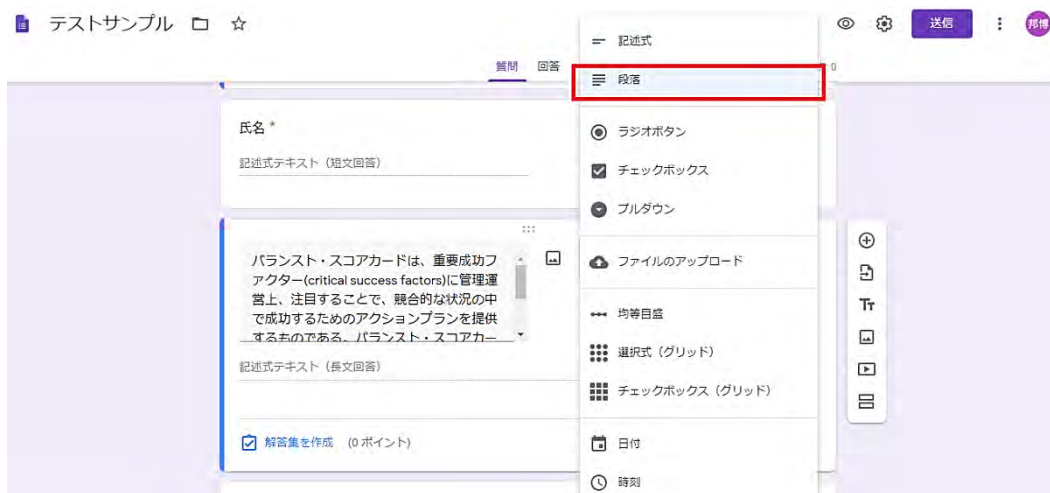 テストサンプル
送信
邦博
質問
回答
0
氏名 *
記述式テキスト（短文回答）
バランスト・スコアカードは、重要成功フ
ァクター(critical success factors)に管理運
営上、注目することで、競合的な状況の中
で成功するためのアクションプランを提供
するものである。バランスト・スコアカー
記述式テキスト（長文回答）
解答集を作成 (0 ポイント)
記述式
段落
ラジオボタン
チェックボックス
プルダウン
ファイルのアップロード
均等目盛
選択式（グリッド）
チェックボックス（グリッド）
日付
時刻
Tт